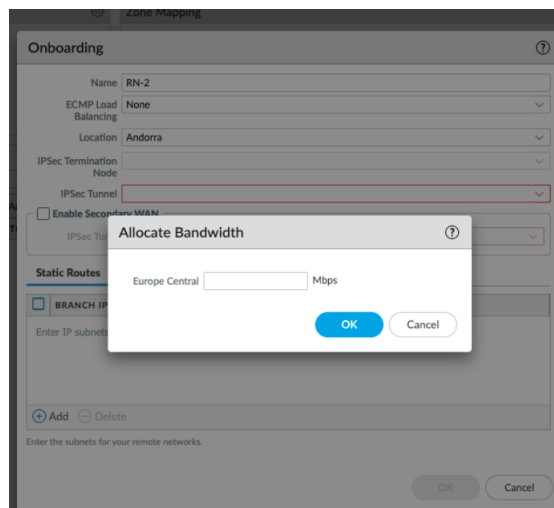 Zone Mapping
Onboarding
Name RN-2
ECMP Load Balancing None
Location Andorra
IPSec Termination Node
IPSec Tunnel
Enable Secondary WAN
IPSec Tun
Allocate Bandwidth
Europe Central Mbps
OK Cancel
Static Routes
BRANCH IP
Enter IP subnets
Add Delete
Enter the subnets for your remote networks.
OK Cancel